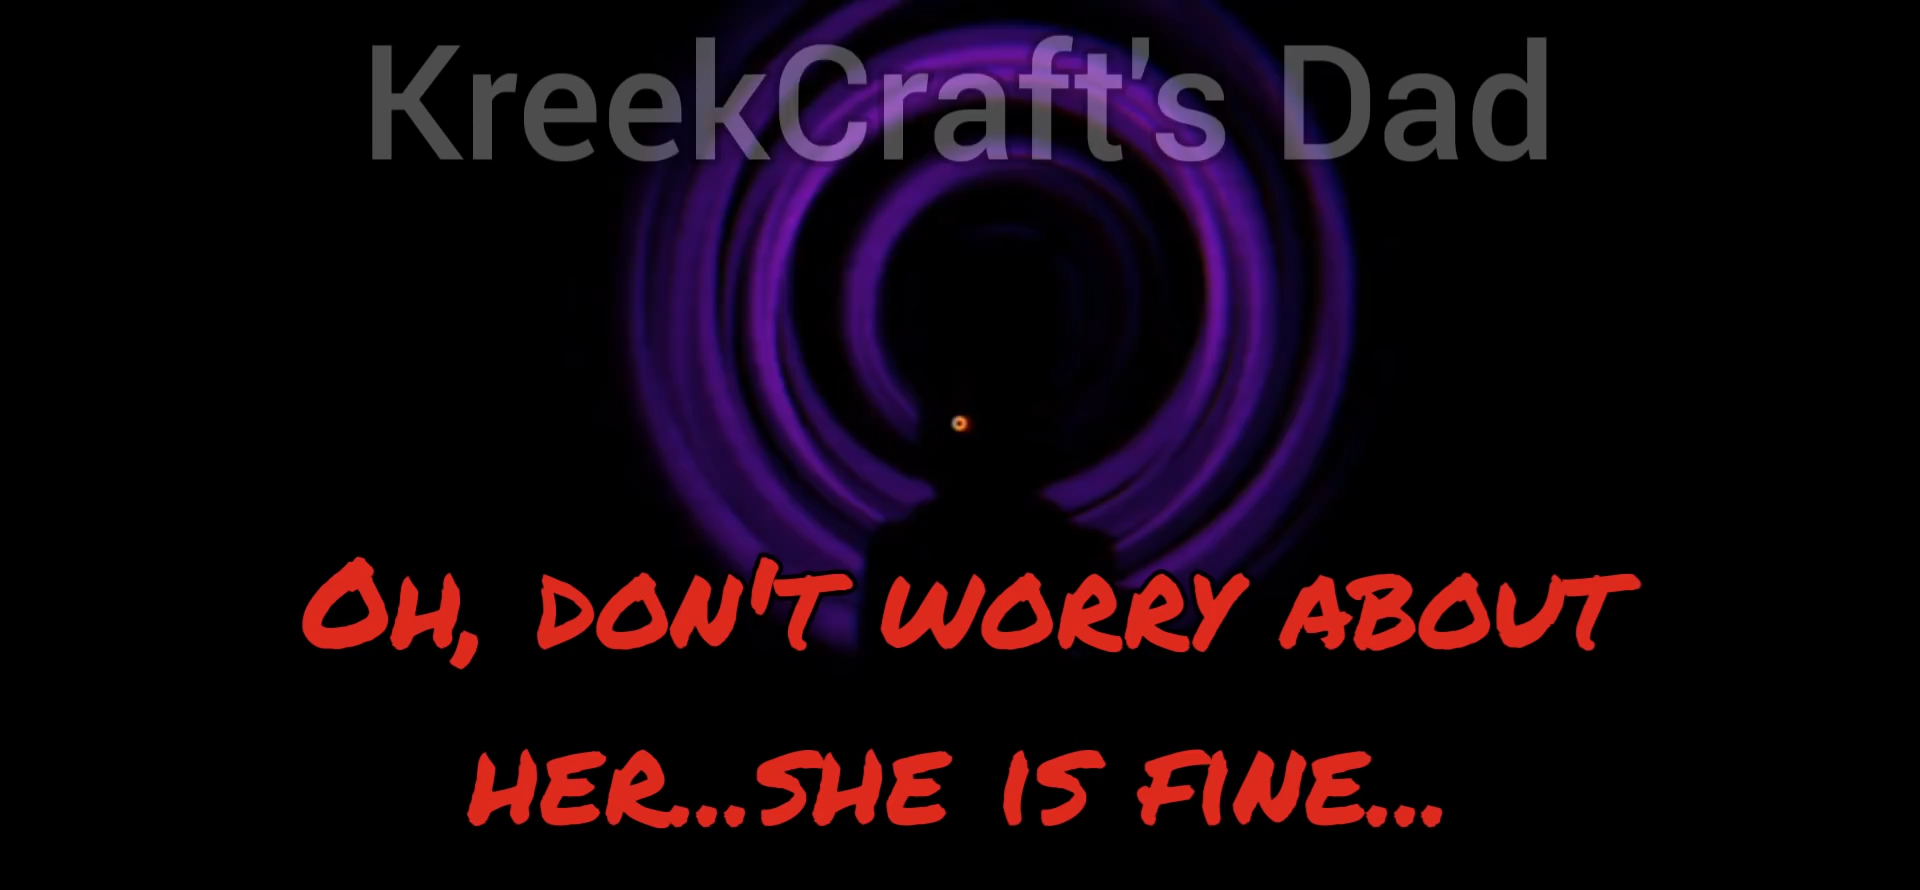 KreekCraft's Dad
Oh, don't worry about
her...she is fine...